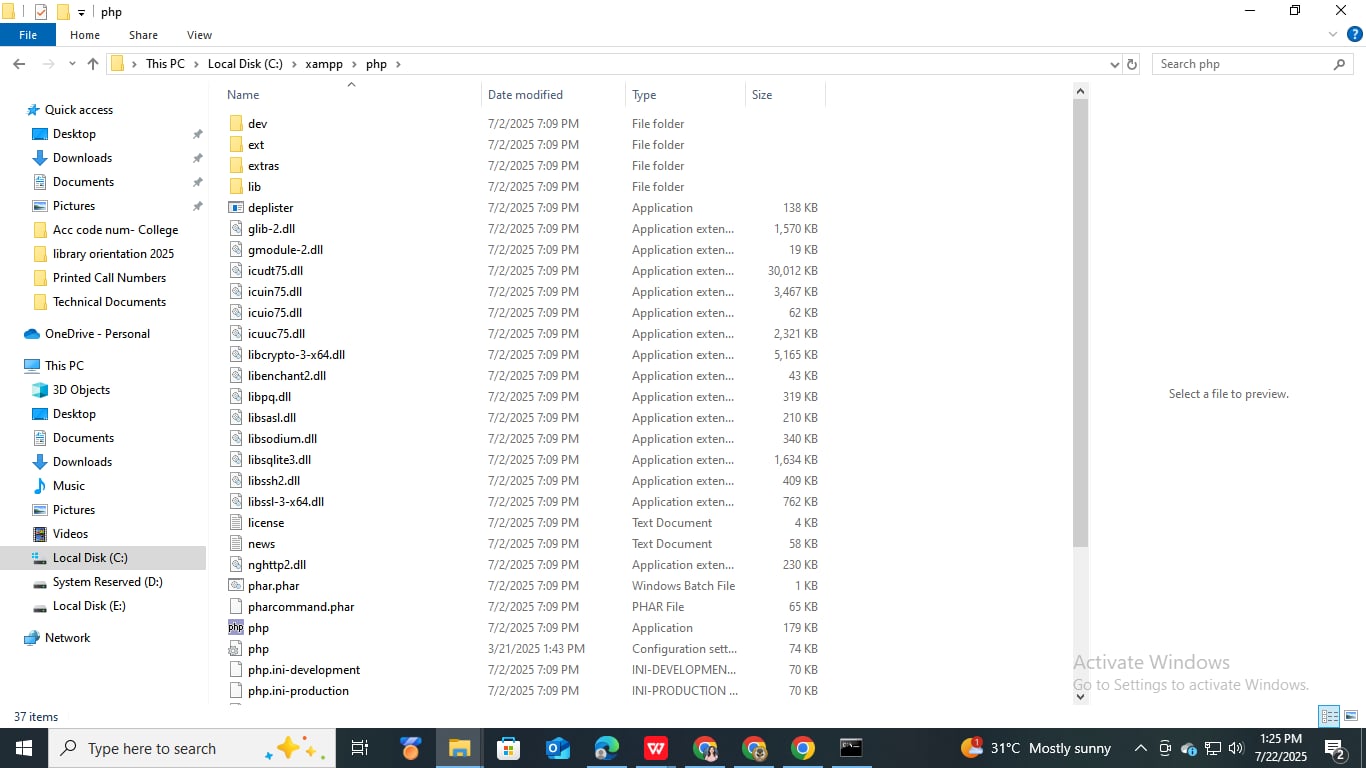 php
File Home Share View
This PC Local Disk (C:) xampp php
Search php
Name Date modified Type Size
Quick access
Desktop
Downloads
Documents
Pictures
Acc code num- College
library orientation 2025
Printed Call Numbers
Technical Documents
OneDrive - Personal
This PC
3D Objects
Desktop
Documents
Downloads
Music
Pictures
Videos
Local Disk (C:)
System Reserved (D:)
Local Disk (E:)
Network
dev 7/2/2025 7:09 PM File folder
ext 7/2/2025 7:09 PM File folder
extras 7/2/2025 7:09 PM File folder
lib 7/2/2025 7:09 PM File folder
deplister 7/2/2025 7:09 PM Application 138 KB
glib-2.dll 7/2/2025 7:09 PM Application exten... 1,570 KB
gmodule-2.dll 7/2/2025 7:09 PM Application exten... 19 KB
icudt75.dll 7/2/2025 7:09 PM Application exten... 30,012 KB
icuin75.dll 7/2/2025 7:09 PM Application exten... 3,467 KB
icuio75.dll 7/2/2025 7:09 PM Application exten... 62 KB
icuuc75.dll 7/2/2025 7:09 PM Application exten... 2,321 KB
libcrypto-3-x64.dll 7/2/2025 7:09 PM Application exten... 5,165 KB
libenchant2.dll 7/2/2025 7:09 PM Application exten... 43 KB
libpq.dll 7/2/2025 7:09 PM Application exten... 319 KB
libsasl.dll 7/2/2025 7:09 PM Application exten... 210 KB
libsodium.dll 7/2/2025 7:09 PM Application exten... 340 KB
libsqlite3.dll 7/2/2025 7:09 PM Application exten... 1,634 KB
libssh2.dll 7/2/2025 7:09 PM Application exten... 409 KB
libssl-3-x64.dll 7/2/2025 7:09 PM Application exten... 762 KB
license 7/2/2025 7:09 PM Text Document 4 KB
news 7/2/2025 7:09 PM Text Document 58 KB
nghttp2.dll 7/2/2025 7:09 PM Application exten... 230 KB
phar.phar 7/2/2025 7:09 PM Windows Batch File 1 KB
pharcommand.phar 7/2/2025 7:09 PM PHAR File 65 KB
php php 7/2/2025 7:09 PM Application 179 KB
php 3/21/2025 1:43 PM Configuration sett... 74 KB
php.ini-development 7/2/2025 7:09 PM INI-DEVELOPMEN... 70 KB
php.ini-production 7/2/2025 7:09 PM INI-PRODUCTION ... 70 KB
Select a file to preview.
Activate Windows
Go to Settings to activate Windows.
37 items
Type here to search
W
1
31°C Mostly sunny
1:25 PM
7/22/2025
2